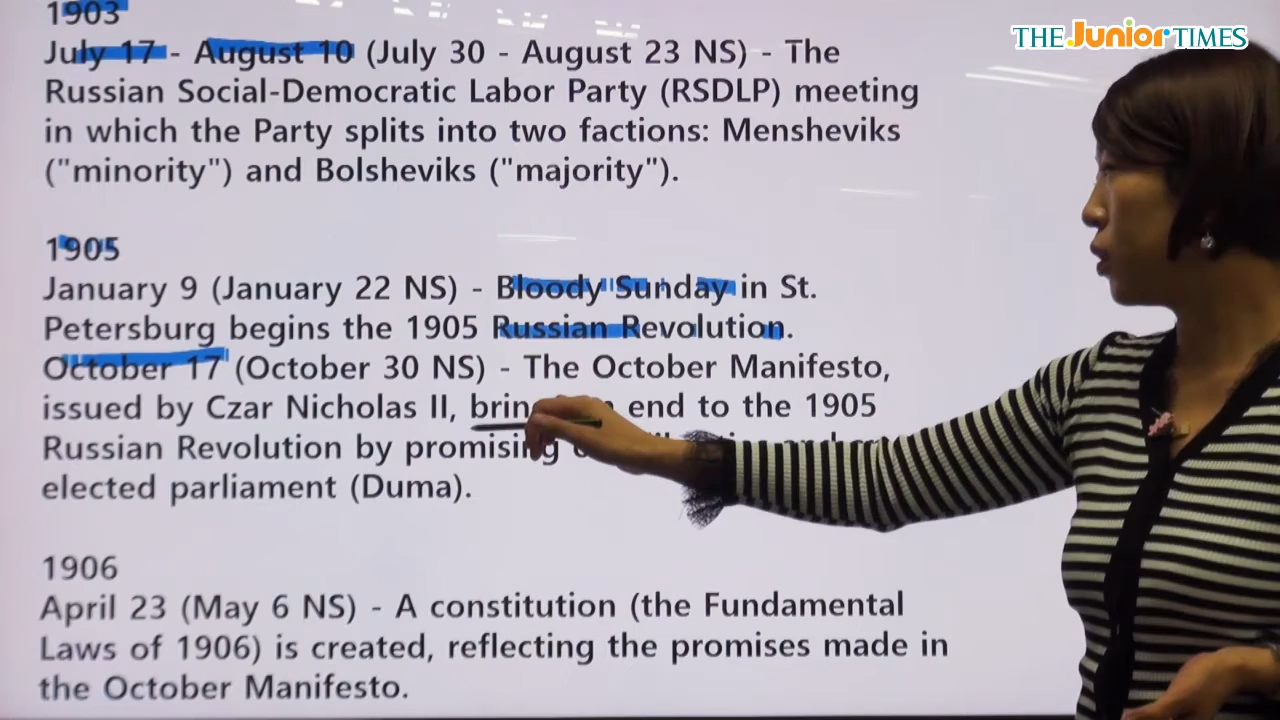 THE Junior TIMES
1903
July 17 - August 10 (July 30 - August 23 NS) - The
Russian Social-Democratic Labor Party (RSDLP) meeting
in which the Party splits into two factions: Mensheviks
("minority") and Bolsheviks ("majority").
1905
January 9 (January 22 NS) - Bloody Sunday in St.
Petersburg begins the 1905 Russian Revolution.
October 17 (October 30 NS) - The October Manifesto,
issued by Czar Nicholas II, end to the 1905
Russian Revolution by promising
elected parliament (Duma).
1906
April 23 (May 6 NS) - A constitution (the Fundamental
Laws of 1906) is created, reflecting the promises made in
the October Manifesto.